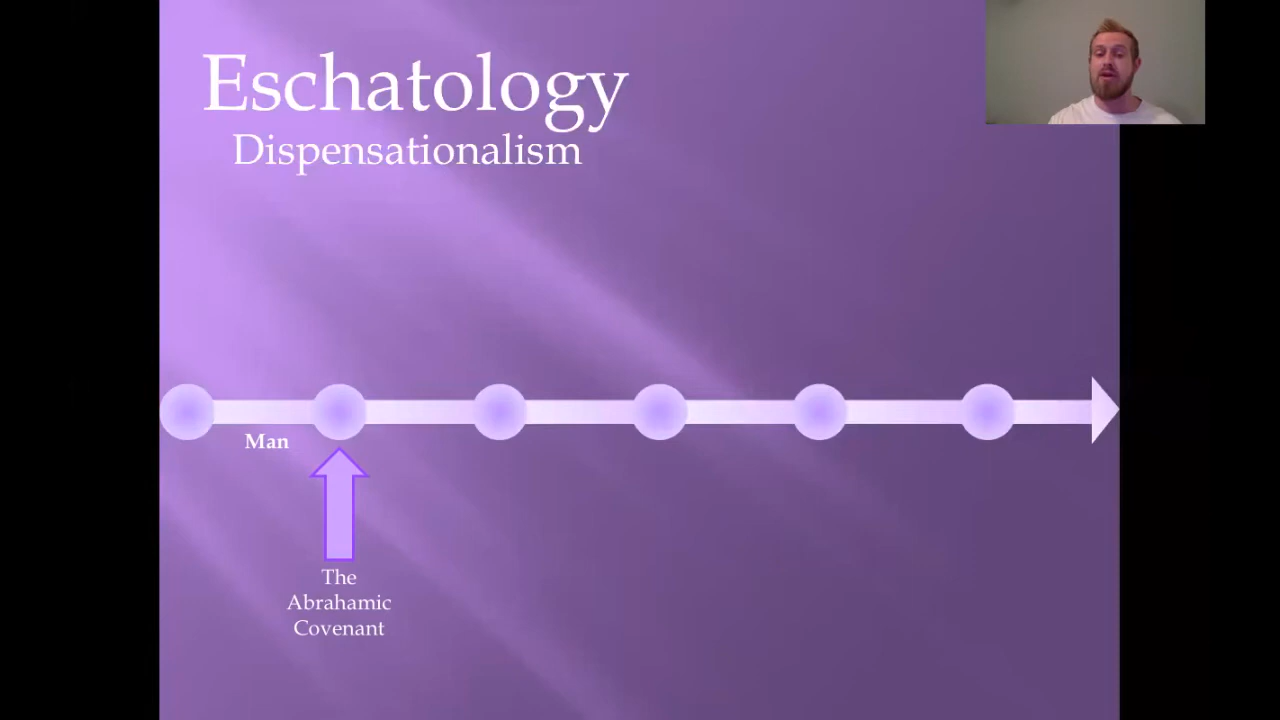 Eschatology
Dispensationalism
Man
The
Abrahamic
Covenant